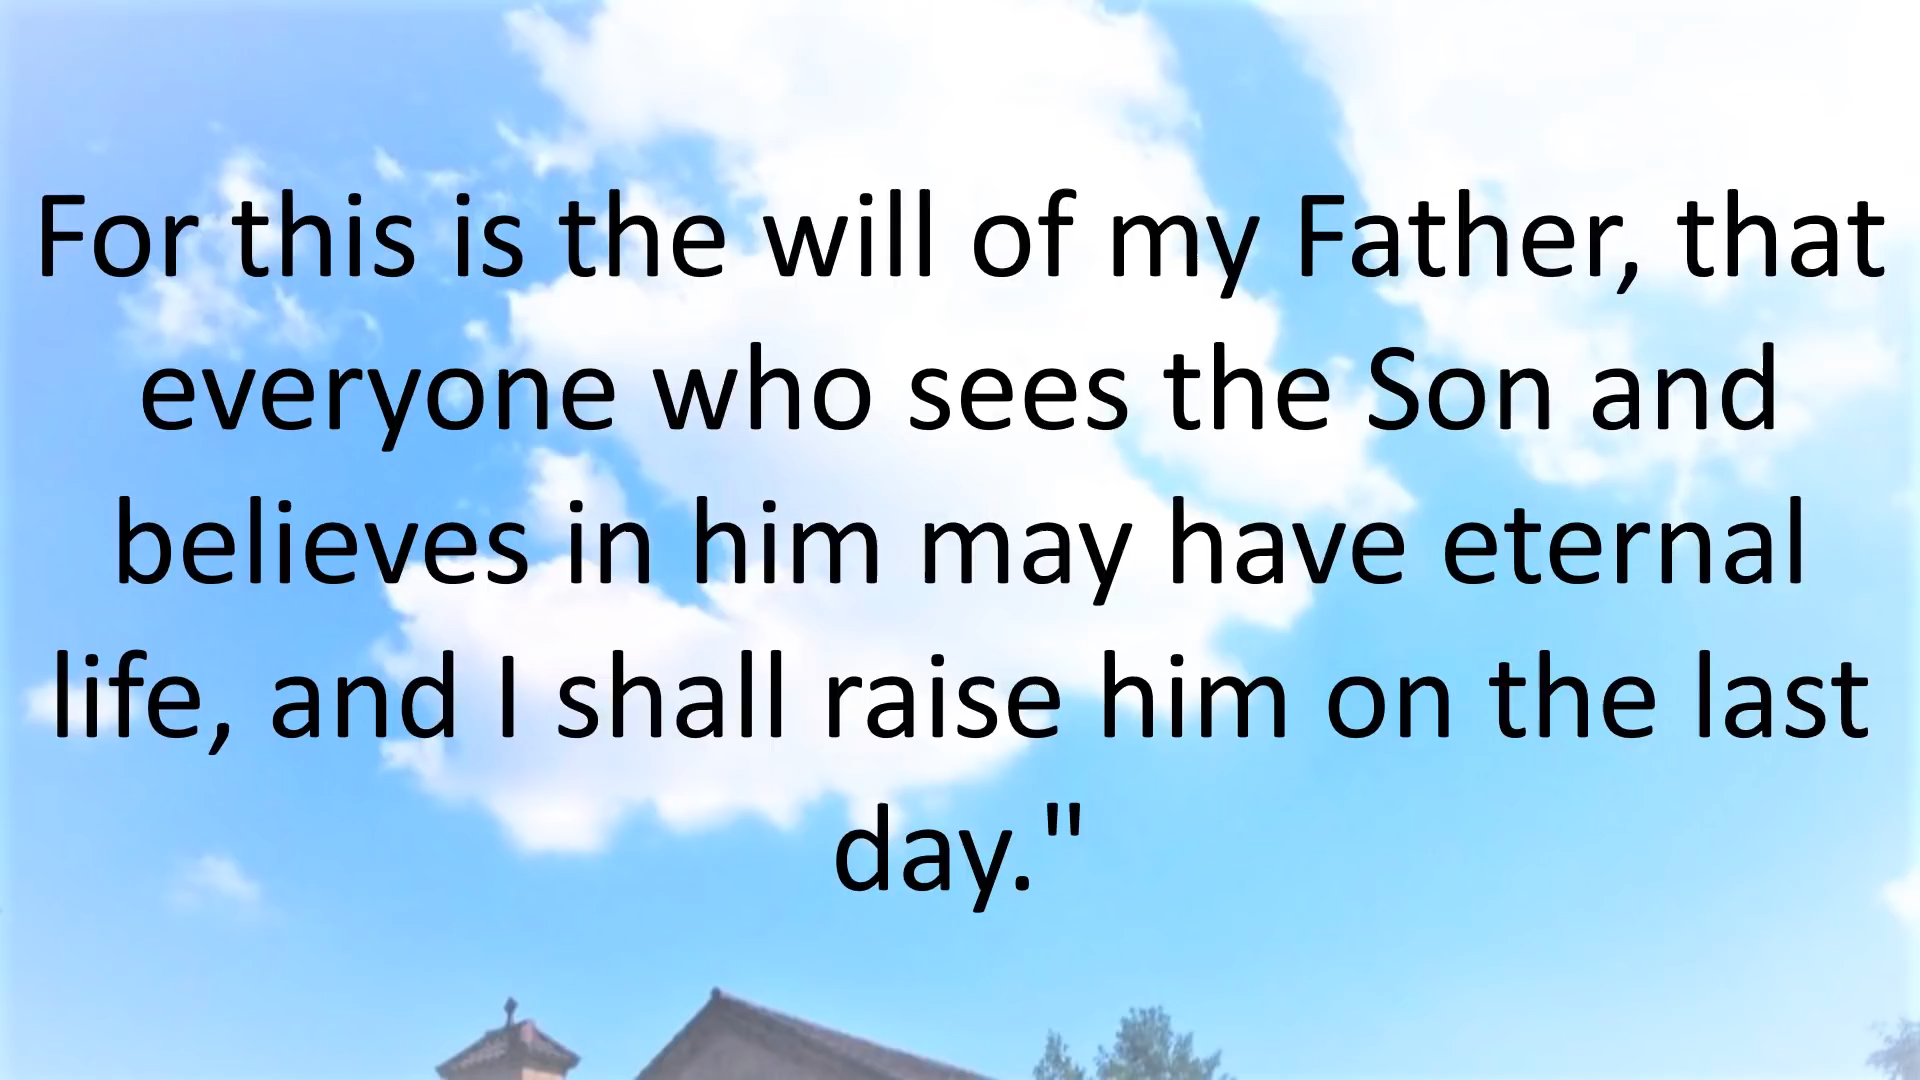 For this is the will of my Father, that
everyone who sees the Son and
believes in him may have eternal
life, and I shall raise him on the last
day."